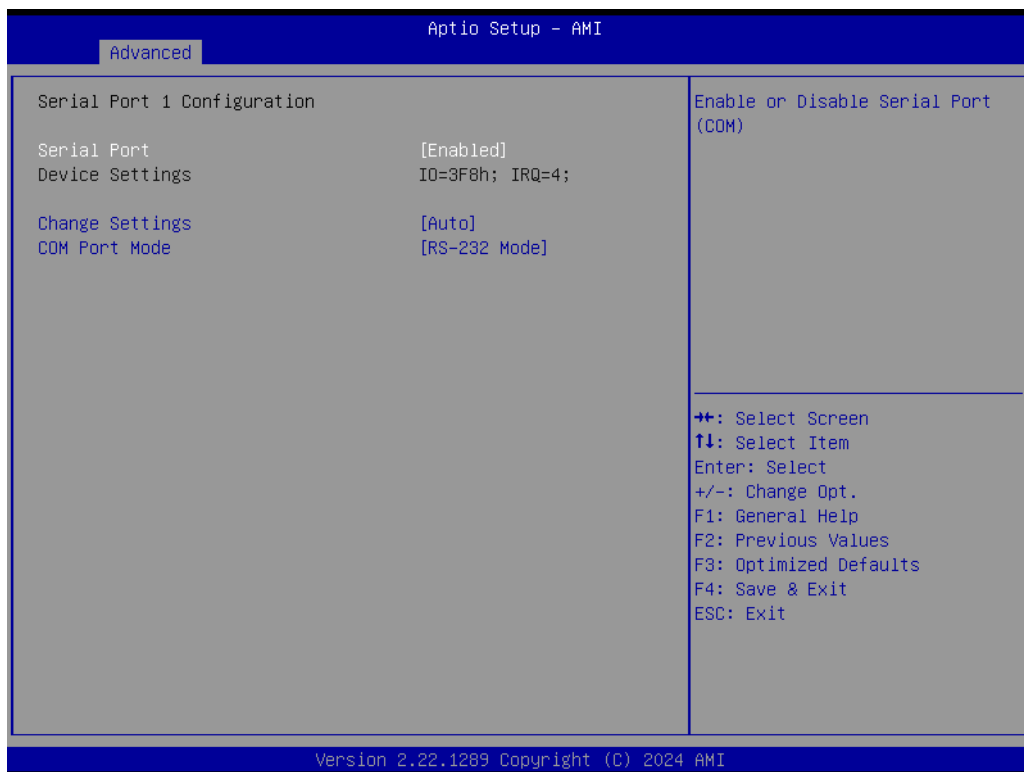 Aptio Setup – AMI
Advanced
Serial Port 1 Configuration
Serial Port [Enabled]
Device Settings IO=3F8h; IRQ=4;
Change Settings [Auto]
COM Port Mode [RS-232 Mode]
Enable or Disable Serial Port
(COM)
→←: Select Screen
↑↓: Select Item
Enter: Select
+/-: Change Opt.
F1: General Help
F2: Previous Values
F3: Optimized Defaults
F4: Save & Exit
ESC: Exit
Version 2.22.1289 Copyright (C) 2024 AMI